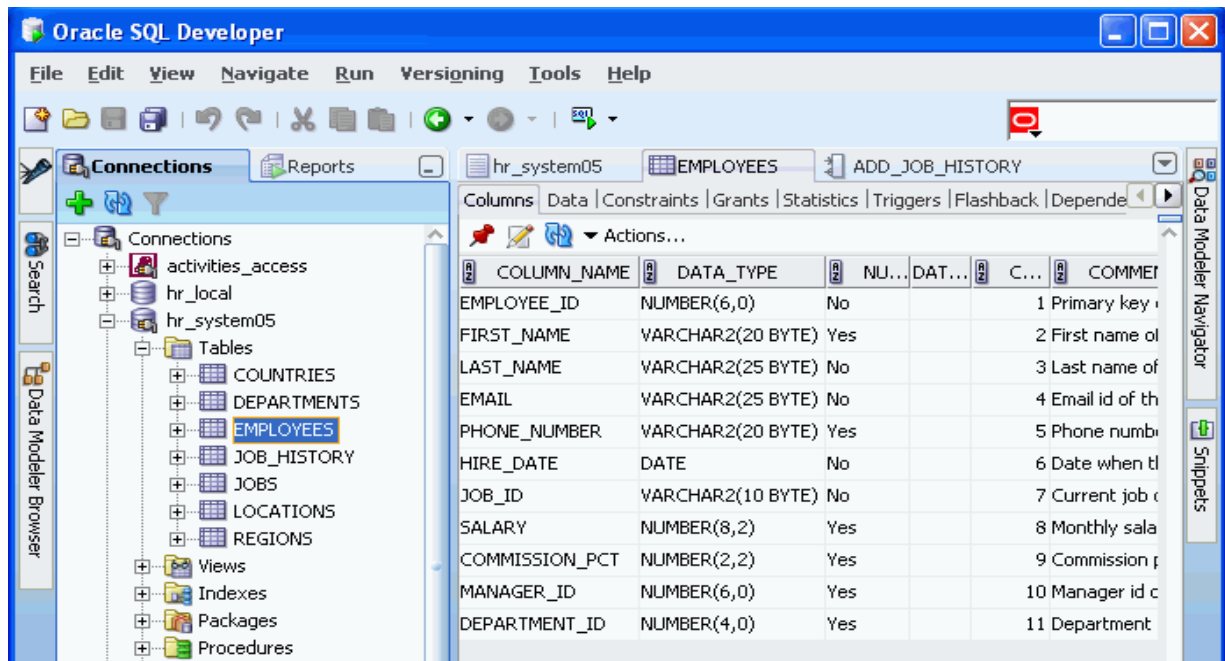 Oracle SQL Developer
File Edit View Navigate Run Versioning Tools Help
Connections
Reports
Connections
activities_access
hr_local
hr_system05
Tables
COUNTRIES
DEPARTMENTS
EMPLOYEES
JOB_HISTORY
JOBS
LOCATIONS
REGIONS
Views
Indexes
Packages
Procedures
Search
Data Modeler Browser
hr_system05 EMPLOYEES ADD_JOB_HISTORY
Columns Data | Constraints | Grants | Statistics | Triggers | Flashback | Depende
Actions...
COLUMN_NAME DATA_TYPE NU... DAT... C... COMMEN
EMPLOYEE_ID NUMBER(6,0) No 1 Primary key
FIRST_NAME VARCHAR2(20 BYTE) Yes 2 First name of
LAST_NAME VARCHAR2(25 BYTE) No 3 Last name of
EMAIL VARCHAR2(25 BYTE) No 4 Email id of th
PHONE_NUMBER VARCHAR2(20 BYTE) Yes 5 Phone numb
HIRE_DATE DATE No 6 Date when t
JOB_ID VARCHAR2(10 BYTE) No 7 Current job
SALARY NUMBER(8,2) Yes 8 Monthly sala
COMMISSION_PCT NUMBER(2,2) Yes 9 Commission
MANAGER_ID NUMBER(6,0) Yes 10 Manager id
DEPARTMENT_ID NUMBER(4,0) Yes 11 Department
Data Modeler Navigator
Snippets